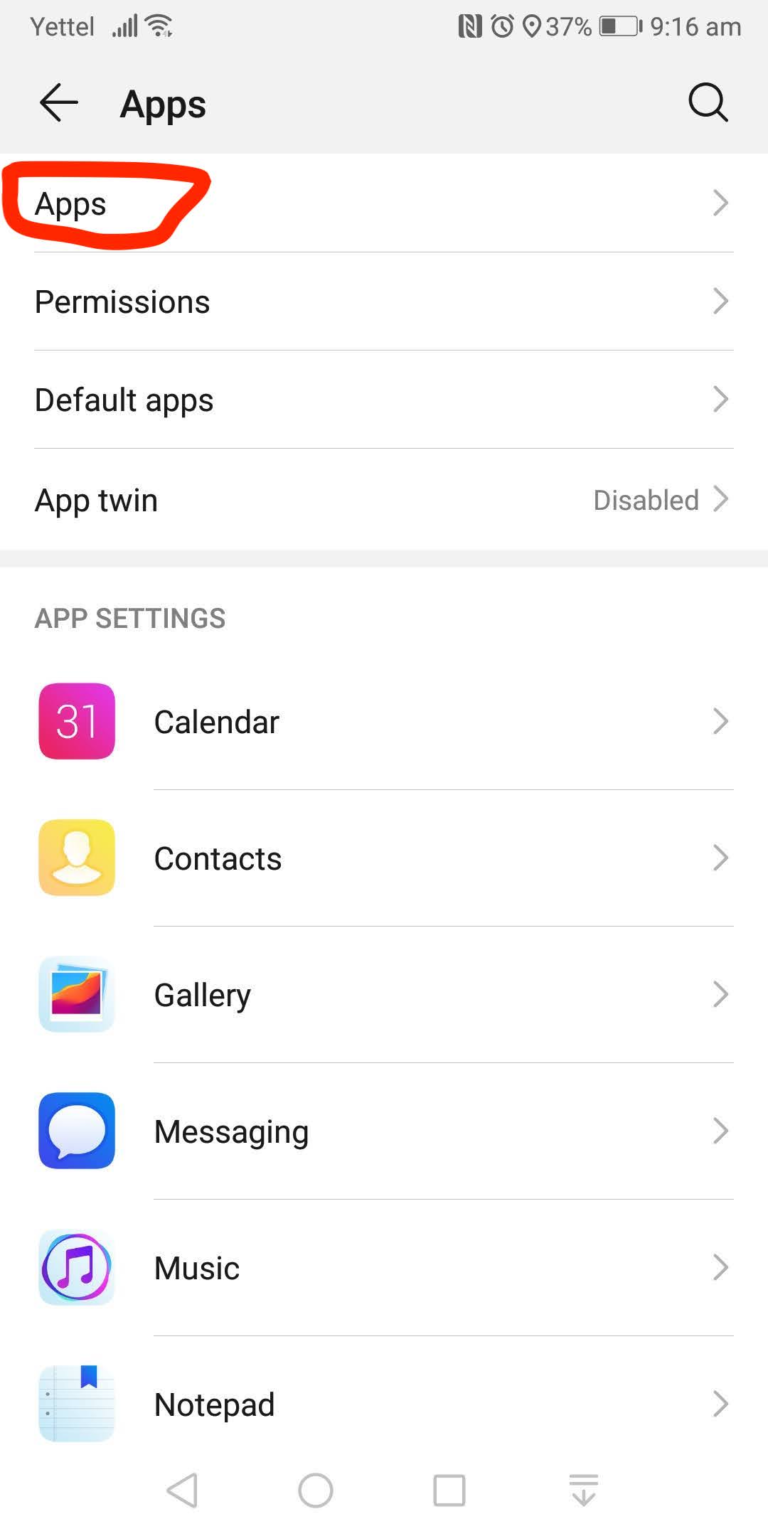 Yettel 37% 9:16 am
Apps
Apps
Permissions
Default apps
App twin Disabled
APP SETTINGS
31 Calendar
Contacts
Gallery
Messaging
Music
Notepad